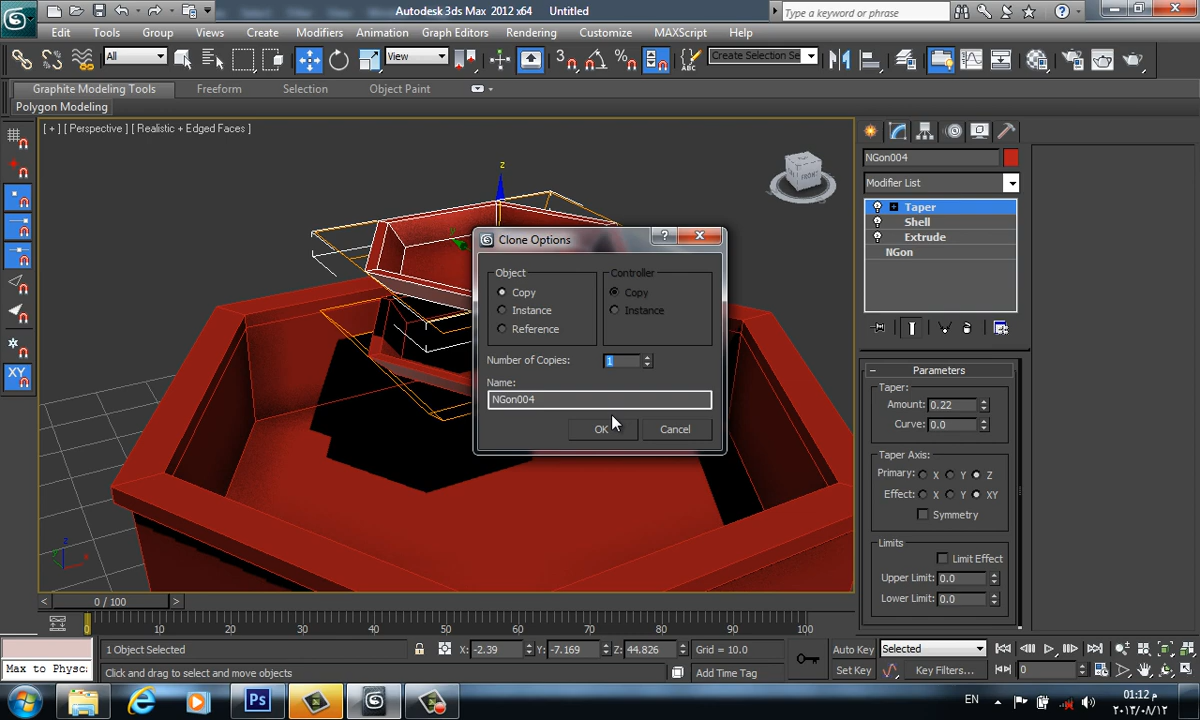 Autodesk 3ds Max 2012 x64 Untitled
Type a keyword or phrase
Edit Tools Group Views Create Modifiers Animation Graph Editors Rendering Customize MAXScript Help
All View 3 Create Selection Se
Graphite Modeling Tools Freeform Selection Object Paint
Polygon Modeling
[ + ] [ Perspective ] [ Realistic + Edged Faces ]
z
FRONT
XY
NGon004
Modifier List
Taper
Shell
Extrude
NGon
Clone Options
Object
Copy
Instance
Reference
Controller
Copy
Instance
Number of Copies: 1
Name:
NGon004
OK Cancel
Parameters
Taper:
Amount: 0.22
Curve: 0.0
Taper Axis:
Primary: X Y Z
Effect: X Y XY
Symmetry
Limits
Limit Effect
Upper Limit: 0.0
Lower Limit: 0.0
< 0 / 100 >
0 10 20 30 40 50 60 70 80 90 100
1 Object Selected X: -2.39 Y: -7.169 Z: 44.826 Grid = 10.0
Auto Key Selected
Max to Physc
Click and drag to select and move objects
Add Time Tag
Set Key Key Filters... 0
Ps
EN
01:12 م
٢٠١٣/٠٨/١٢